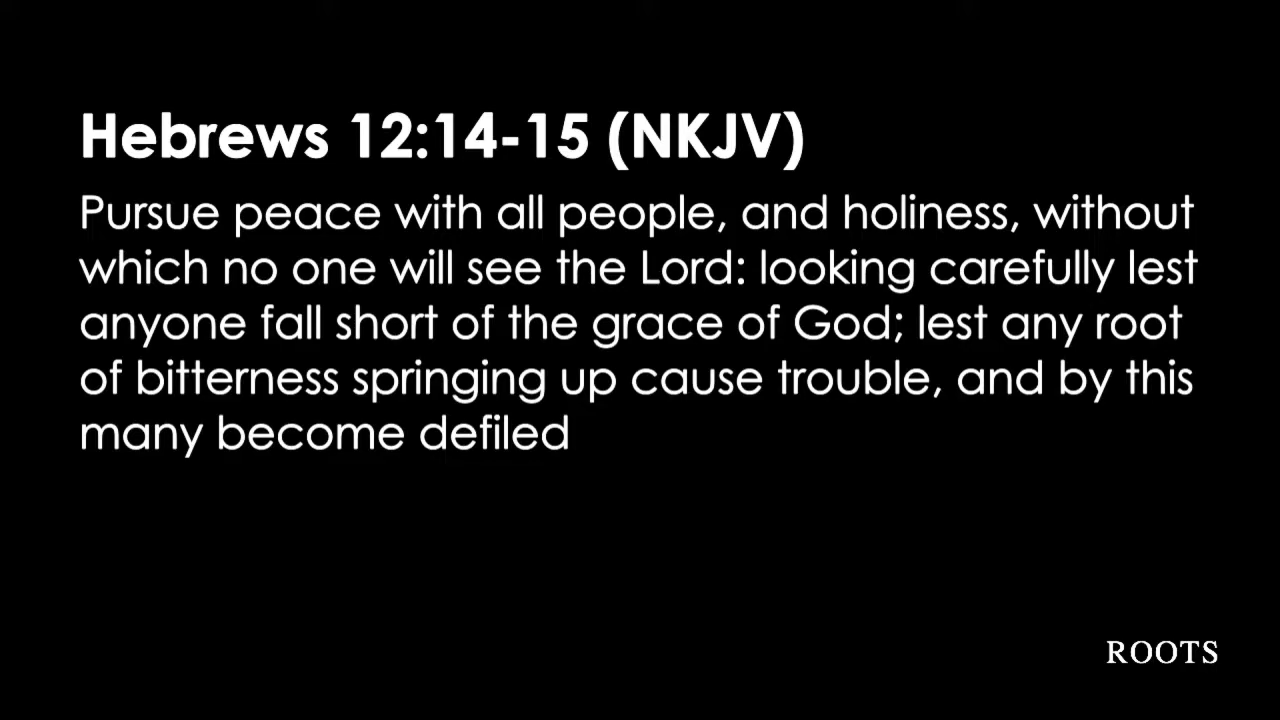 Hebrews 12:14-15 (NKJV)
Pursue peace with all people, and holiness, without
which no one will see the Lord: looking carefully lest
anyone fall short of the grace of God; lest any root
of bitterness springing up cause trouble, and by this
many become defiled
ROOTS